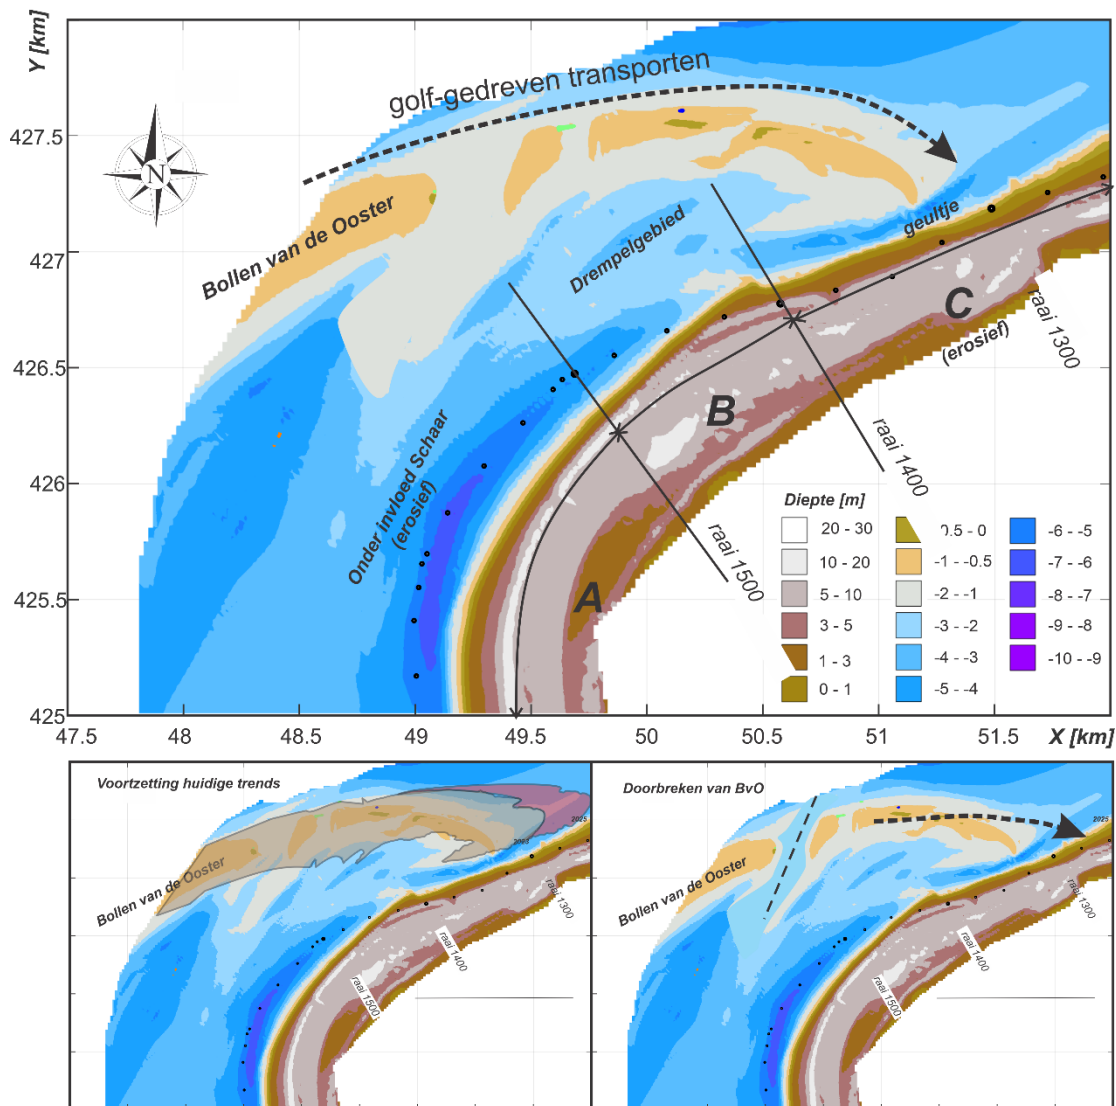 Y [km]
427.5
427
426.5
426
425.5
425
47.5
48
48.5
49
49.5
50
50.5
51
51.5
X [km]
N
golf-gedreven transporten
Bollen van de Ooster
Drempelgebied
geultje
Onder invloed Schaar
(erosief)
A
B
C
(erosief)
raai 1300
raai 1400
raai 1500
Diepte [m]
20 - 30
10 - 20
5 - 10
3 - 5
1 - 3
0 - 1
.5 - 0
-1 - -0.5
-2 - -1
-3 - -2
-4 - -3
-5 - -4
-6 - -5
-7 - -6
-8 - -7
-9 - -8
-10 - -9
Voortzetting huidige trends
Bollen van de Ooster
2025
raai 1300
raai 1400
raai 1500
Doorbreken van BvO
Bollen van de Ooster
2025
raai 1300
raai 1400
raai 1500